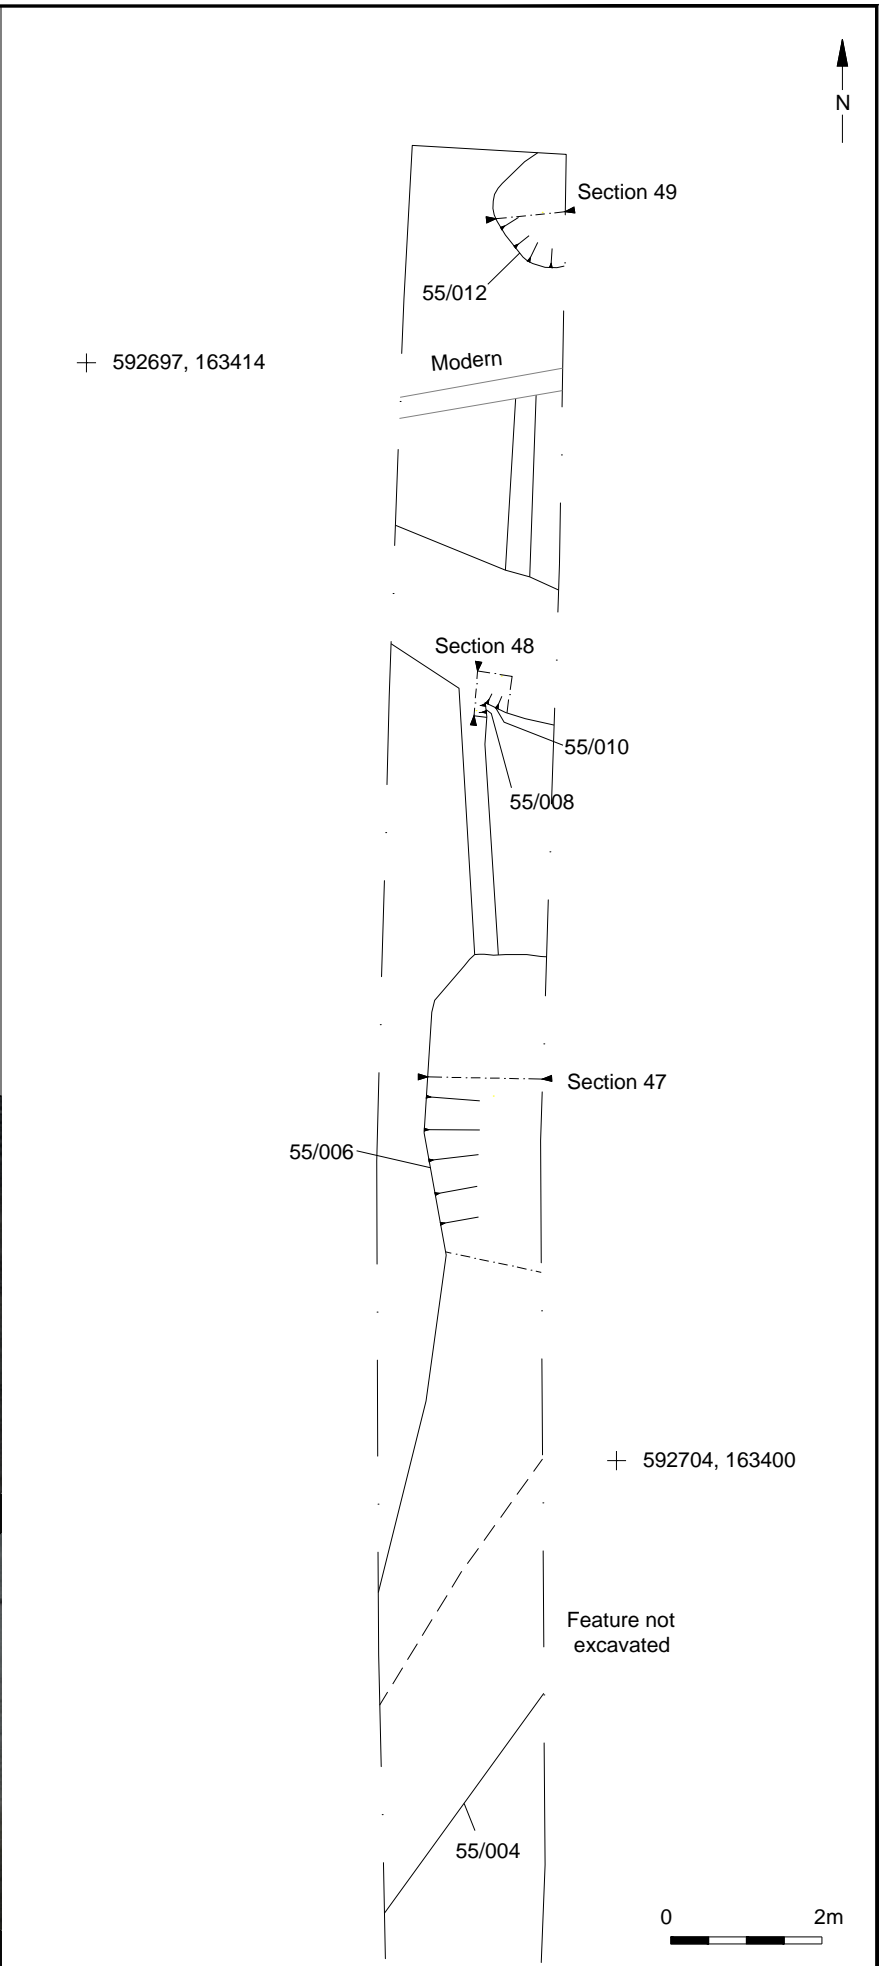 N
Section 49
55/012
592697, 163414
Modern
Section 48
55/010
55/008
Section 47
55/006
592704, 163400
Feature not
excavated
55/004
0 2m